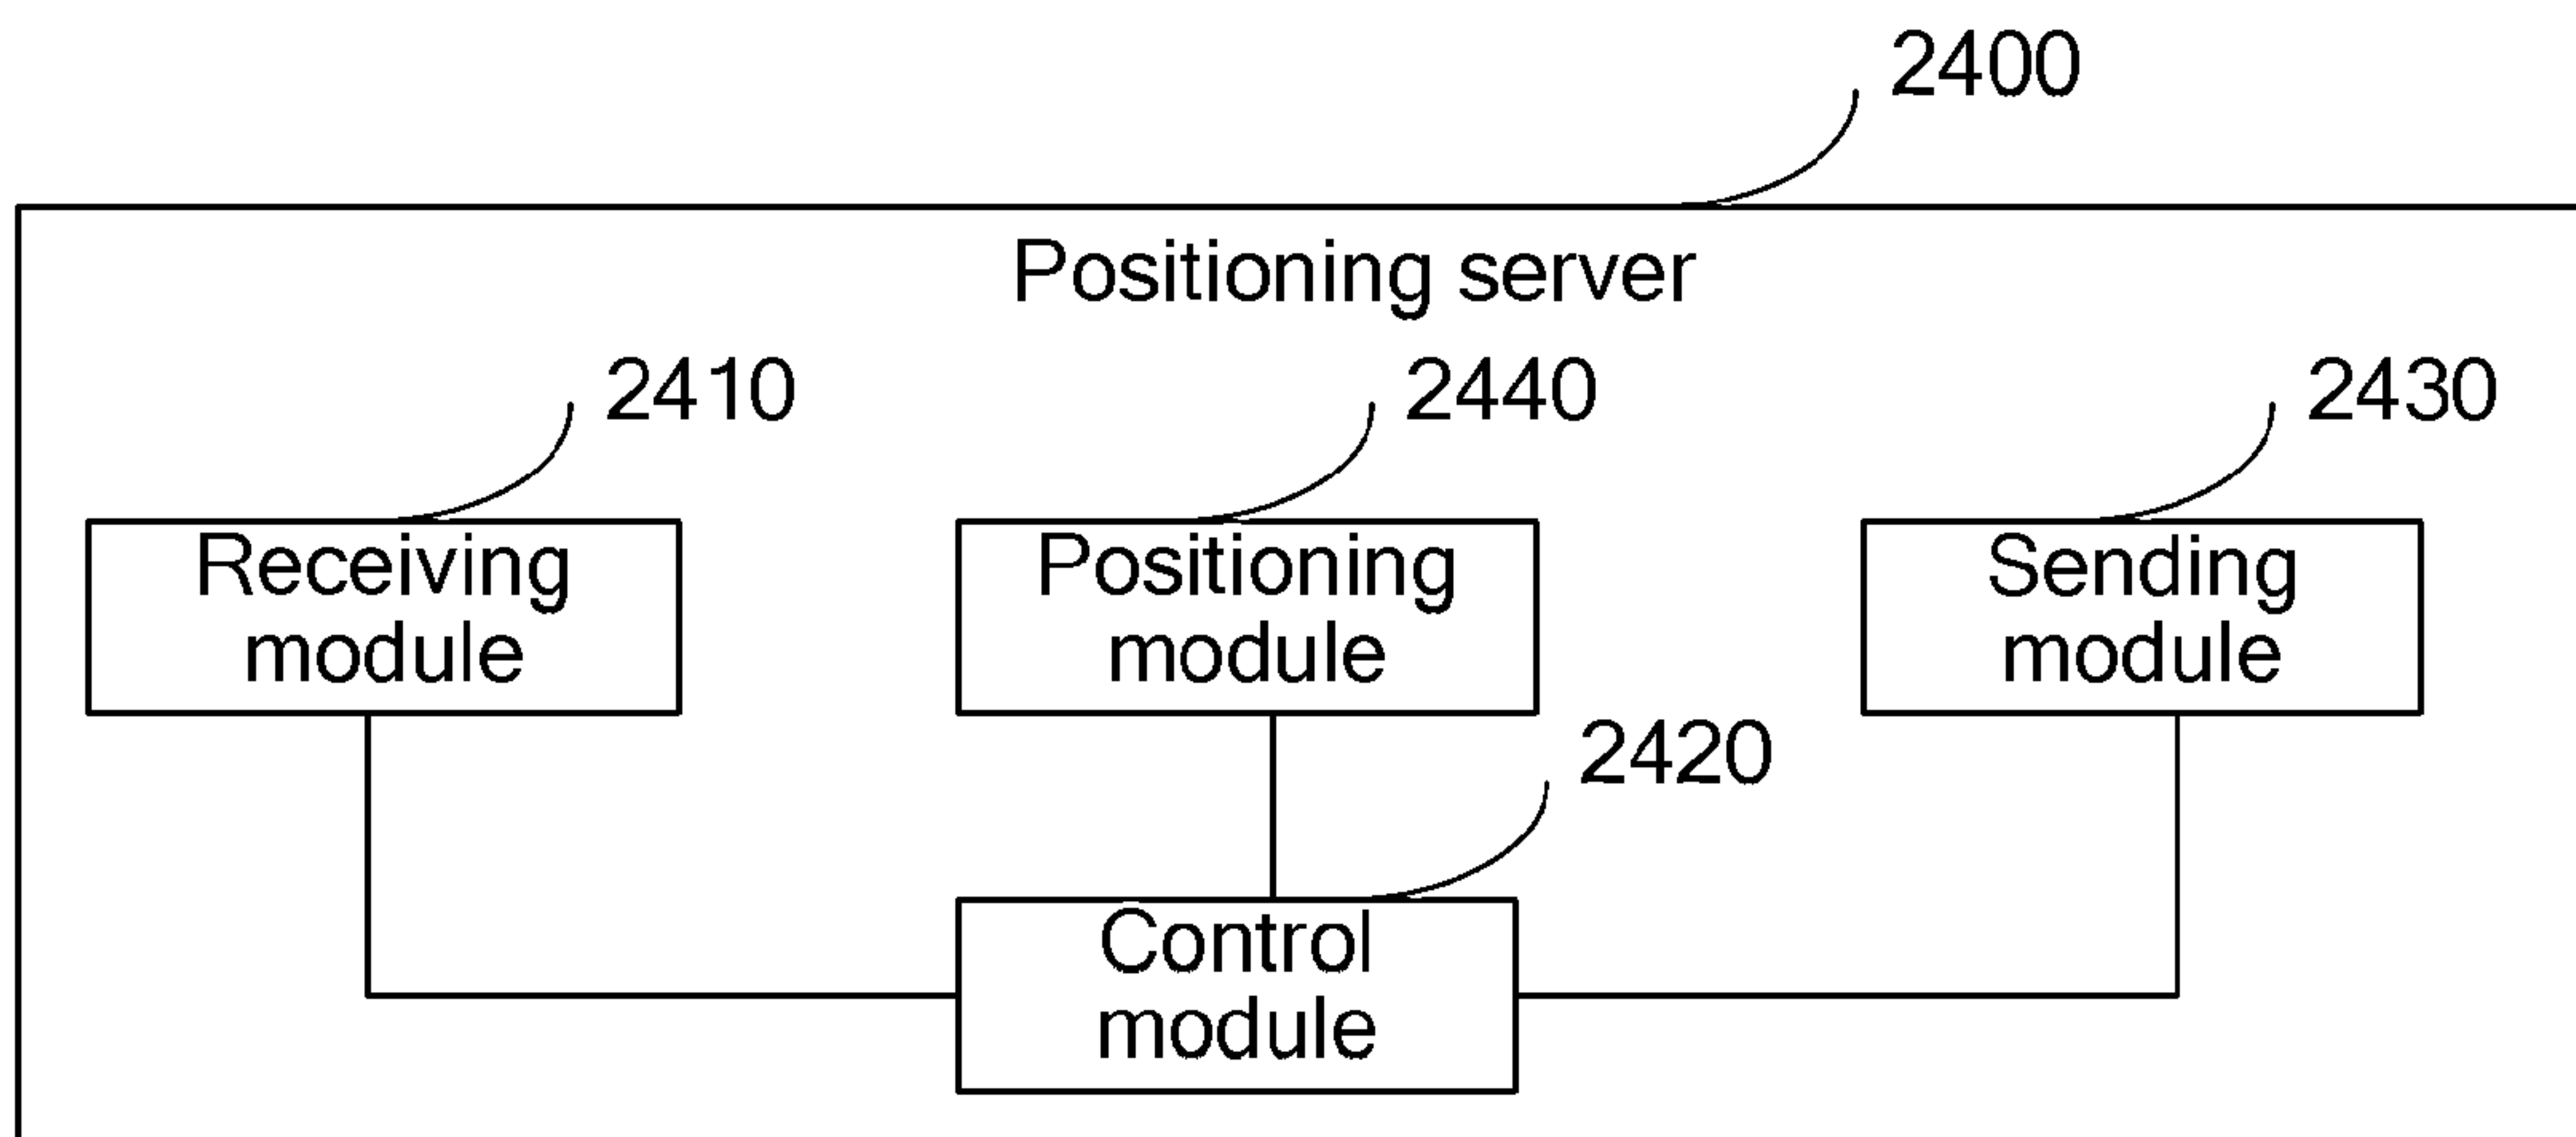 2400
Positioning server
2410
2440
2430
Receiving
module
Positioning
module
Sending
module
2420
Control
module